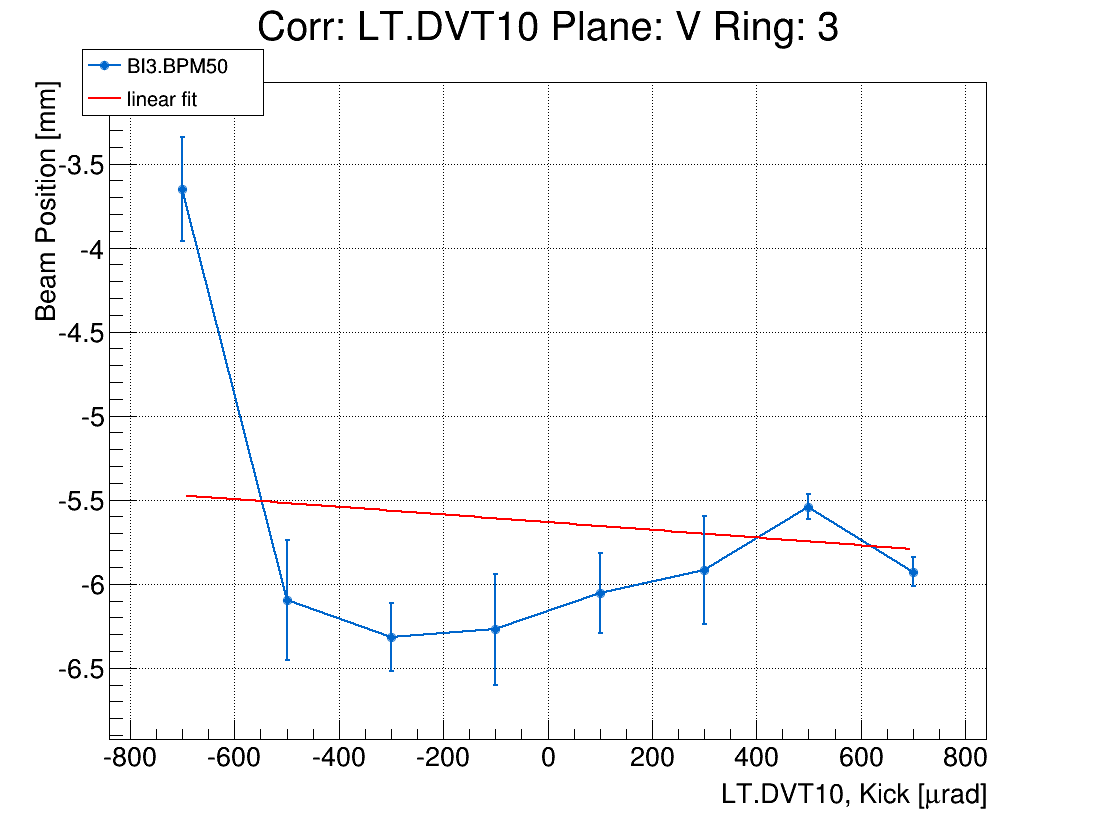 Corr: LT.DVT10 Plane: V Ring: 3
BI3.BPM50
linear fit
Beam Position [mm]
-3.5
-4
-4.5
-5
-5.5
-6
-6.5
-800 -600 -400 -200 0 200 400 600 800
LT.DVT10, Kick [μrad]